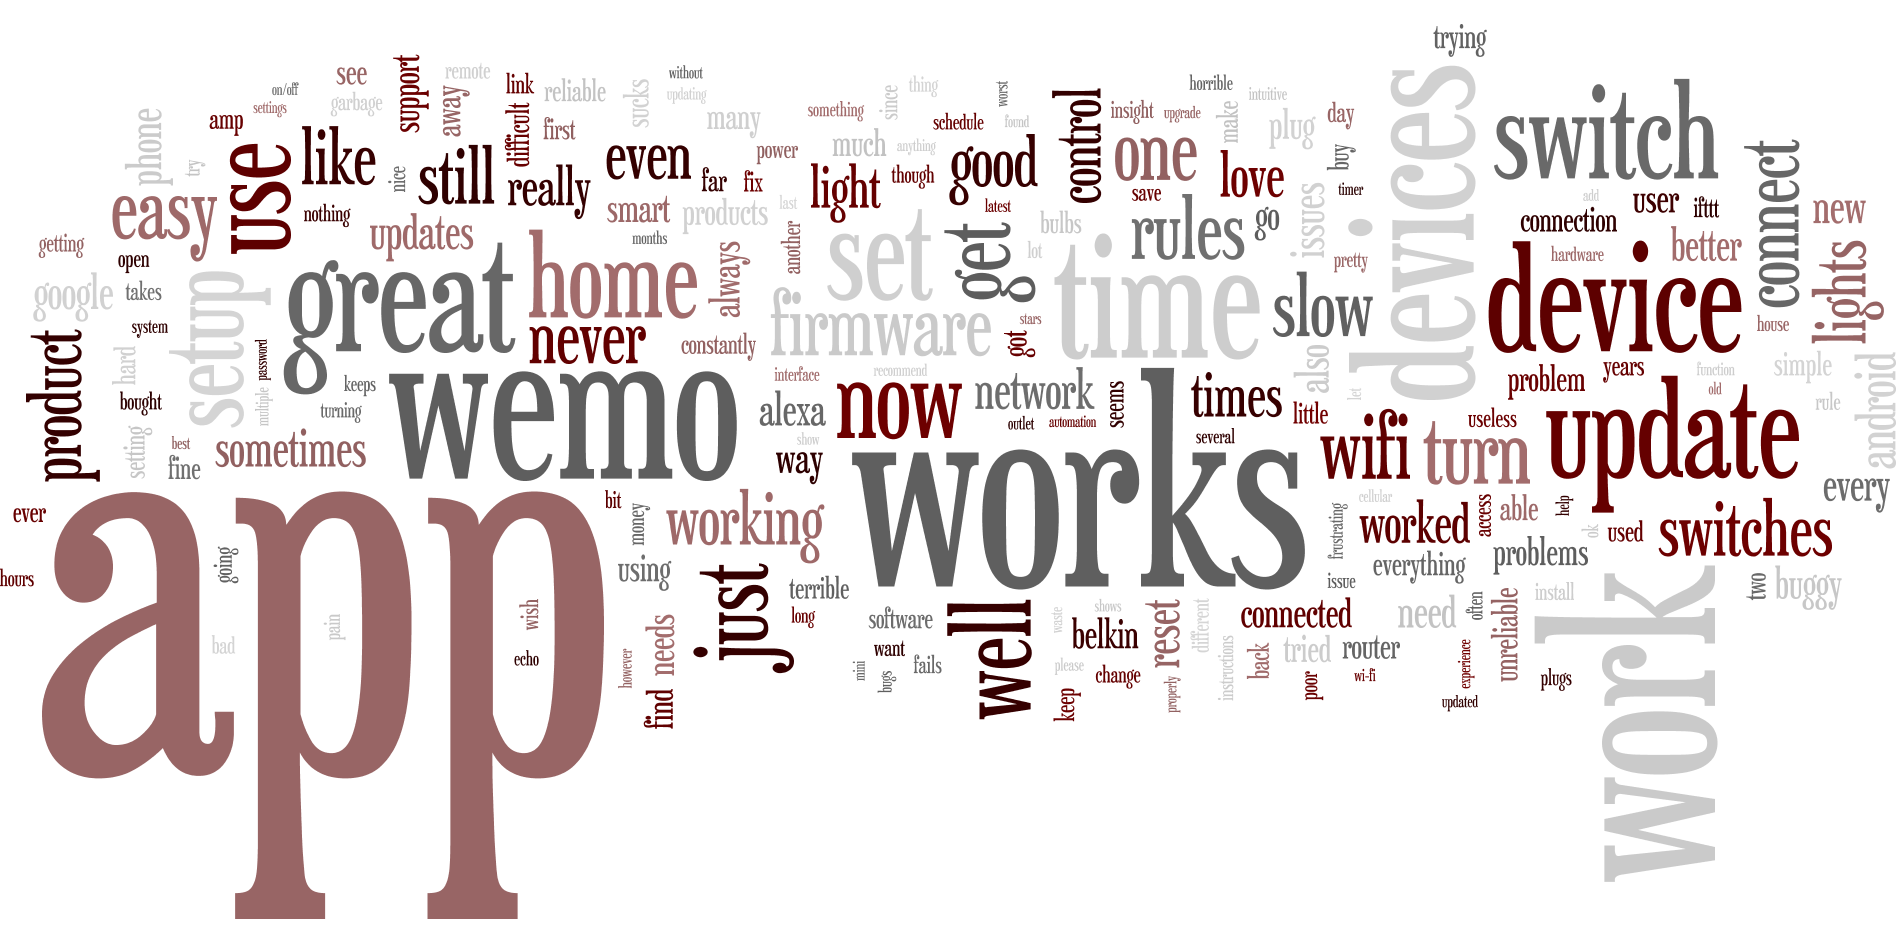 trying
see
remote
without
support
link
horrible
on/off
away
reliable
updating
sucks
since
thing
worst
control
intuitive
settings
garbage
difficult
first
many
something
schedule
found
insight
upgrade
make
plug
day
devices
switch
phone
amp
use
like
still
even
power
much
anything
good
one
buy
connect
try
nice
really
far
fix
light
though
love
timer
easy
nothing
smart
products
last
save
latest
bulbs
rules
go
issues
add
user
ifttt
new
connection
getting
updates
months
another
set
get
lot
time
pretty
hardware
better
lights
open
setup
great
home
always
slow
device
google
takes
firmware
stars
house
system
never
constantly
got
product
hard
password
also
problem
years
function
simple
android
interface
recommend
keeps
wemo
alexa
now
network
seems
works
times
let
old
rule
bought
multiple
turning
outlet
automation
little
useless
update
setting
best
fine
sometimes
show
way
several
wifi
turn
every
app
ever
bit
money
working
cellular
worked
access
able
help
ok
used
switches
frustrating
going
hours
using
just
terrible
issue
everything
problems
two
buggy
work
pain
wish
long
software
well
waste
shows
belkin
reset
different
connected
need
often
unreliable
install
bad
echo
however
needs
want
mini
bugs
fails
please
change
instructions
back
tried
router
experience
find
keep
properly
poor
wi-fi
updated
plugs